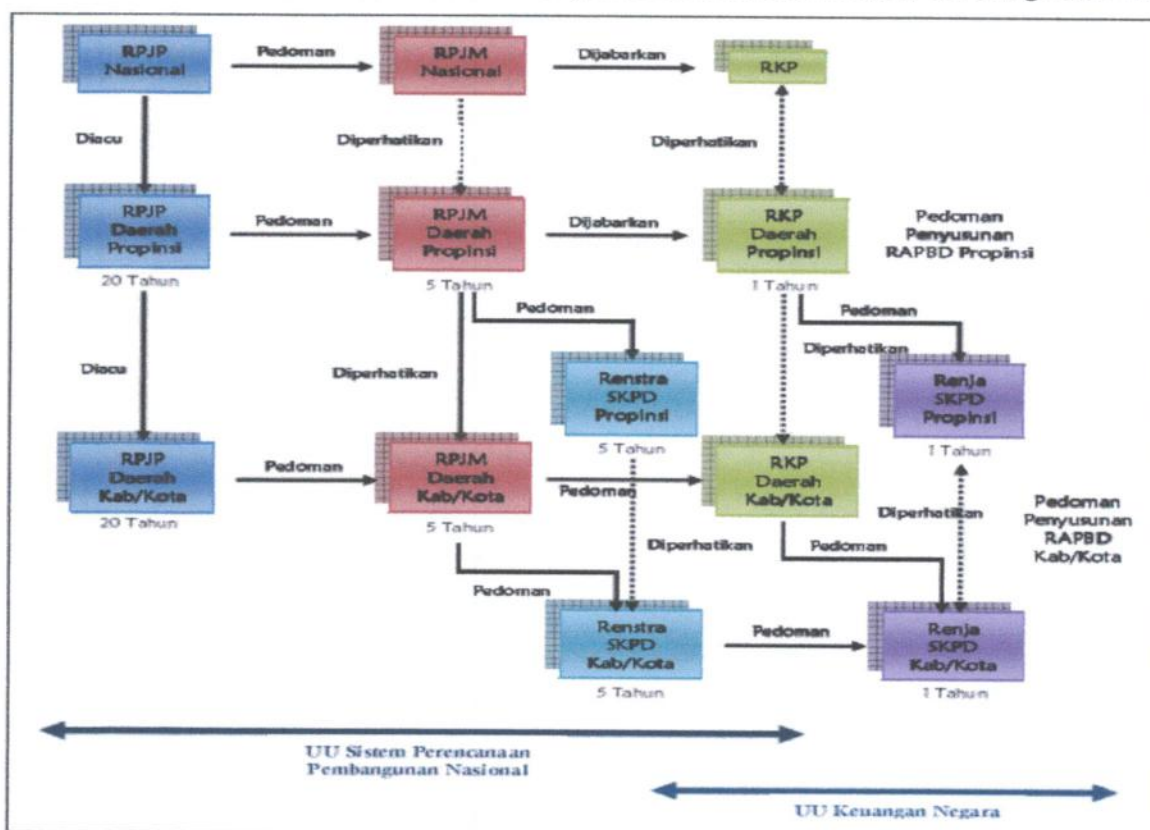 RPJP
Nasional
Pedoman
RPJM
Nasional
Dijabarkan
RKP
Diacu
Diperhatikan
Diperhatikan
RPJP
Daerah
Propinsi
20 Tahun
Pedoman
RPJM
Daerah
Propinsi
5 Tahun
Dijabarkan
RKP
Daerah
Propinsi
1 Tahun
Pedoman
Penyusunan
RAPBD Propinsi
Diacu
Diperhatikan
Pedoman
Renstra
SKPD
Propinsi
5 Tahun
Pedoman
Diperhatikan
Renja
SKPD
Propinsi
1 Tahun
RPJP
Daerah
Kab/Kota
20 Tahun
Pedoman
RPJM
Daerah
Kab/Kota
5 Tahun
Pedoman
RKP
Daerah
Kab/Kota
Diperhatikan
Pedoman
Penyusunan
RAPBD
Kab/Kota
Pedoman
Diperhatikan
Pedoman
Renstra
SKPD
Kab/Kota
5 Tahun
Pedoman
Renja
SKPD
Kab/Kota
1 Tahun
UU Sistem Perencanaan
Pembangunan Nasional
UU Keuangan Negara